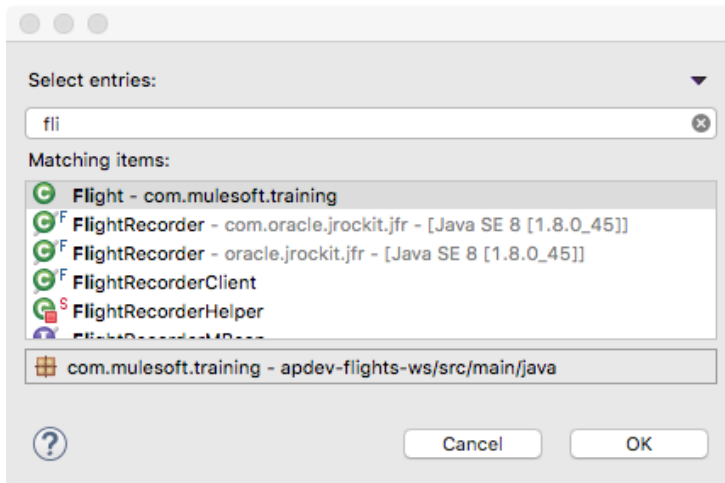 Select entries:
fli
Matching items:
Flight - com.mulesoft.training
FlightRecorder - com.oracle.jrockit.jfr - [Java SE 8 [1.8.0_45]]
FlightRecorder - oracle.jrockit.jfr - [Java SE 8 [1.8.0_45]]
FlightRecorderClient
FlightRecorderHelper
FlightRecorderMBean
com.mulesoft.training - apdev-flights-ws/src/main/java
Cancel
OK